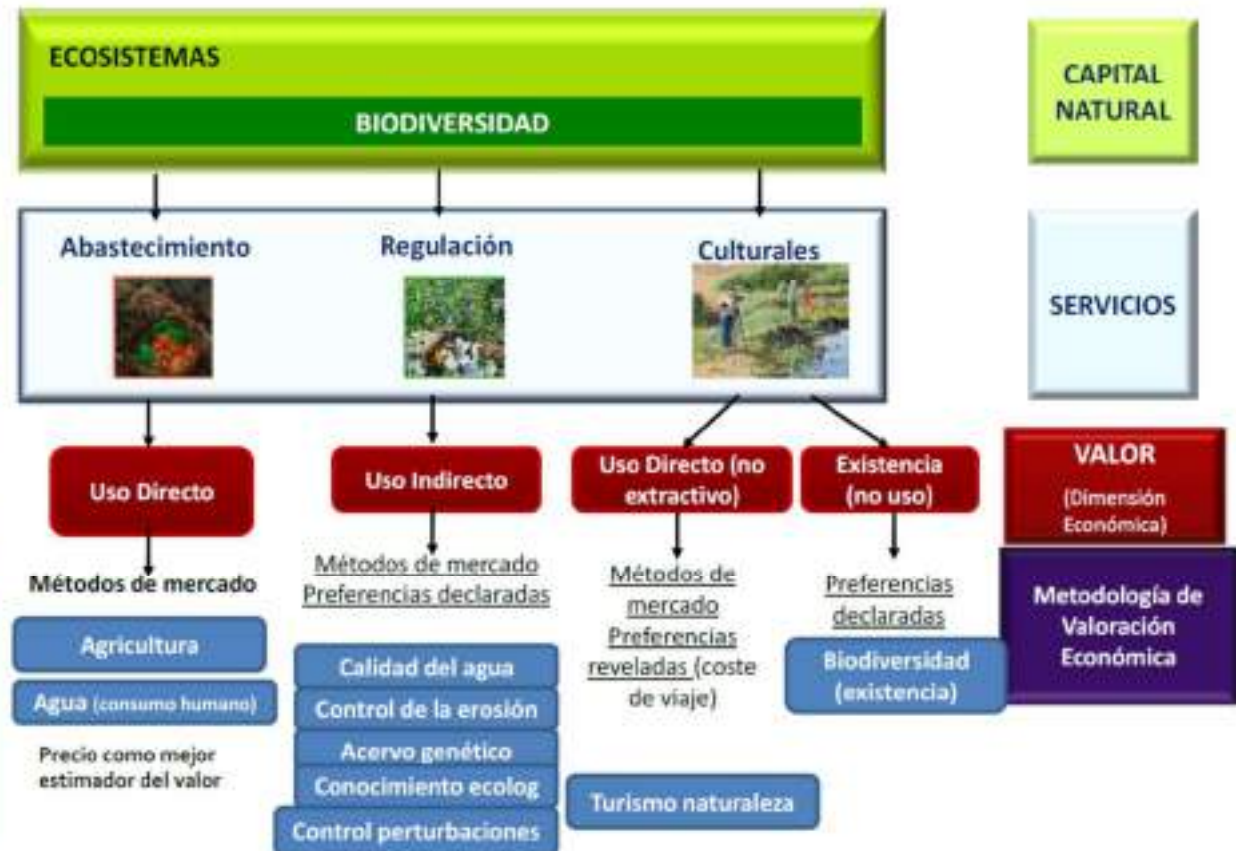 ECOSISTEMAS
BIODIVERSIDAD
CAPITAL
NATURAL
Abastecimiento
Regulación
Culturales
SERVICIOS
Uso Directo
Uso Indirecto
Uso Directo (no
extractivo)
Existencia
(no uso)
VALOR
(Dimensión
Económica)
Métodos de mercado
Agricultura
Agua (consumo humano)
Precio como mejor
estimador del valor
Métodos de mercado
Preferencias declaradas
Calidad del agua
Control de la erosión
Acervo genético
Conocimiento ecolog
Control perturbaciones
Métodos de
mercado
Preferencias
reveladas (coste
de viaje)
Turismo naturaleza
Preferencias
declaradas
Biodiversidad
(existencia)
Metodología de
Valoración
Económica